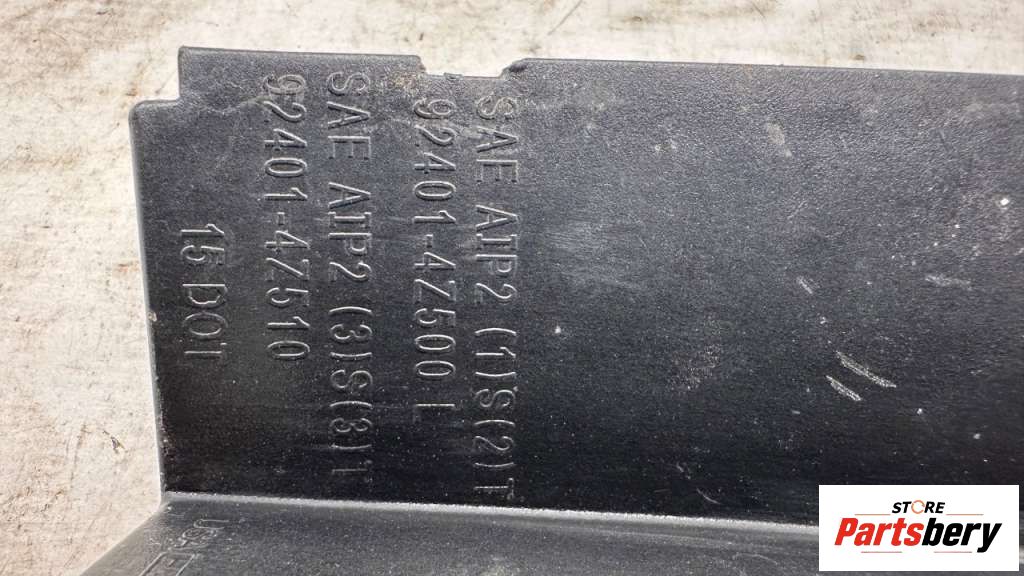 SAE AIP2 (1)S(2)T
92401-4Z500 L
SAE AIP2 (3)S(3)T
92401-4Z510
15 DOT
STORE
Partsbery